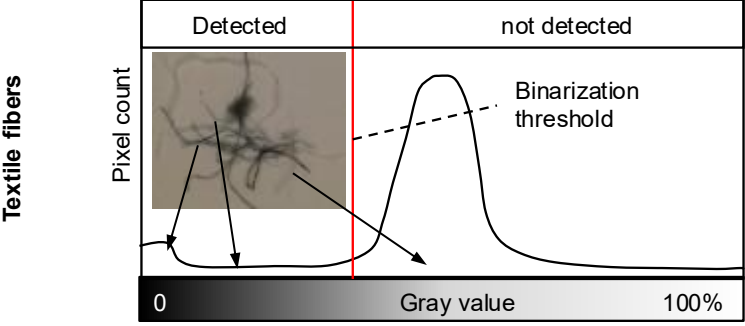 Detected
not detected
Textile fibers
Pixel count
Binarization
threshold
0
Gray value
100%